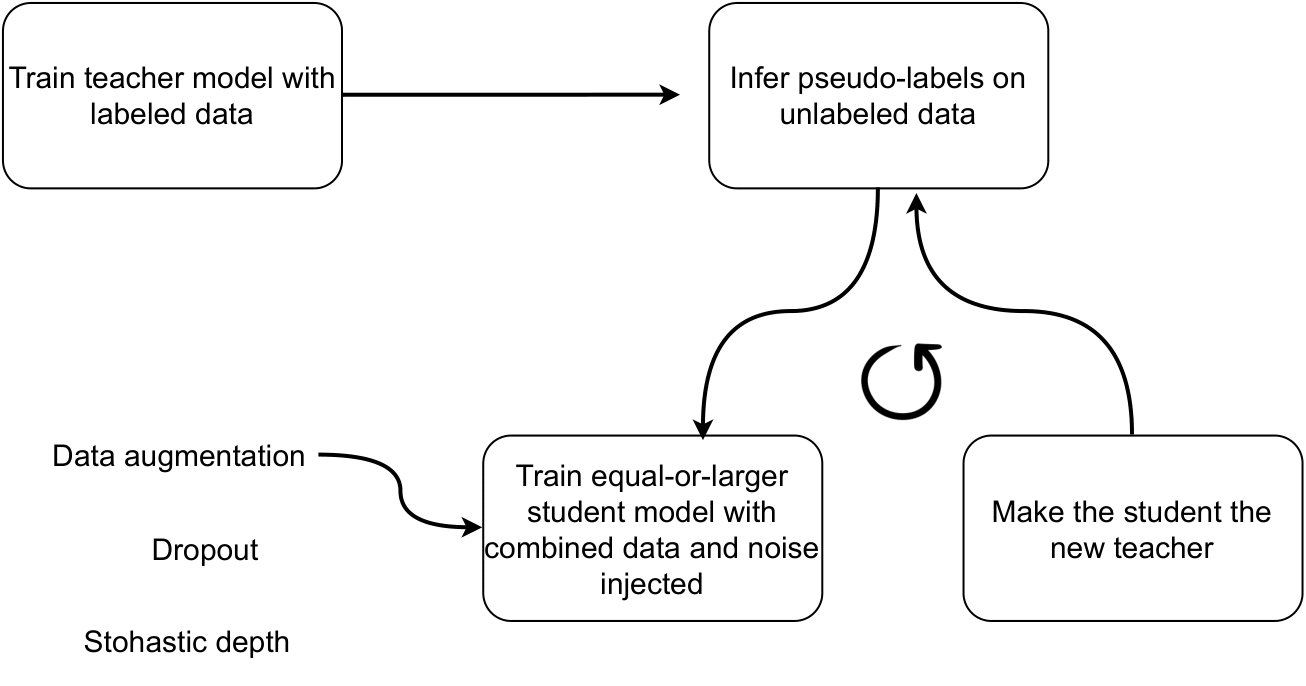 Train teacher model with
labeled data
Infer pseudo-labels on
unlabeled data
Data augmentation
Dropout
Stohastic depth
Train equal-or-larger
student model with
combined data and noise
injected
Make the student the
new teacher